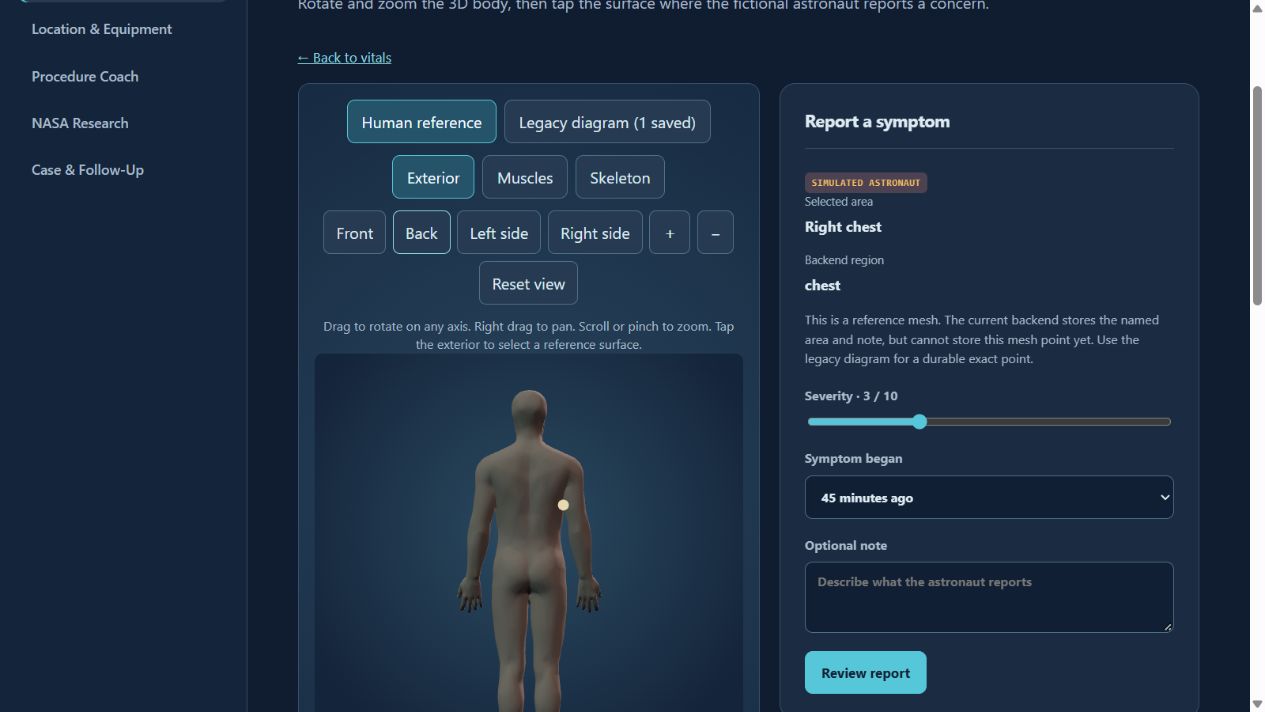 Rotate and zoom the 3D body, then tap the surface where the fictional astronaut reports a concern.
Location & Equipment
Procedure Coach
NASA Research
Case & Follow-Up
← Back to vitals
Human reference
Legacy diagram (1 saved)
Exterior
Muscles
Skeleton
Front
Back
Left side
Right side
+
−
Reset view
Drag to rotate on any axis. Right drag to pan. Scroll or pinch to zoom. Tap
the exterior to select a reference surface.
Report a symptom
SIMULATED ASTRONAUT
Selected area
Right chest
Backend region
chest
This is a reference mesh. The current backend stores the named
area and note, but cannot store this mesh point yet. Use the
legacy diagram for a durable exact point.
Severity · 3 / 10
Symptom began
45 minutes ago
Optional note
Describe what the astronaut reports
Review report